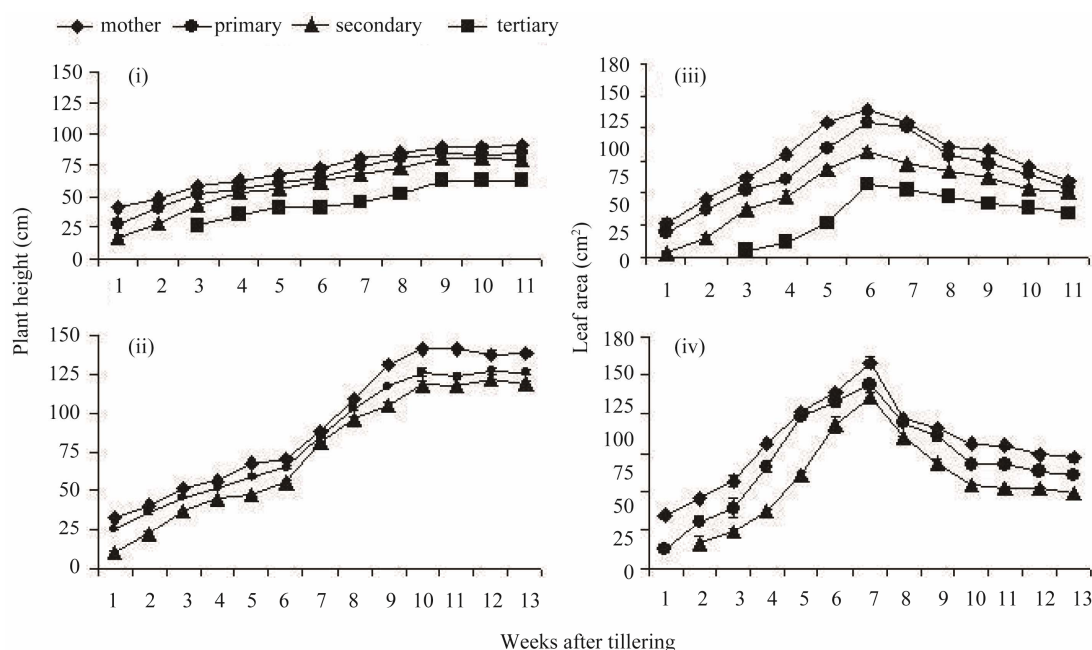 mother primary secondary tertiary
(i)
150
125
100
75
50
25
0
1 2 3 4 5 6 7 8 9 10 11
(iii)
180
150
125
100
75
50
25
0
1 2 3 4 5 6 7 8 9 10 11
Plant height (cm)
Leaf area (cm²)
(ii)
150
125
100
75
50
25
0
1 2 3 4 5 6 7 8 9 10 11 12 13
(iv)
180
150
125
100
75
50
25
0
1 2 3 4 5 6 7 8 9 10 11 12 13
Weeks after tillering